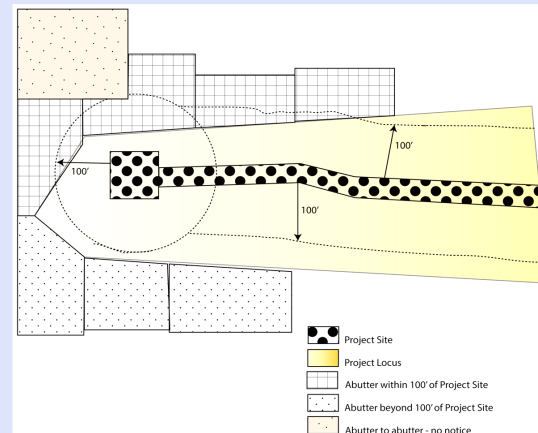 100'
100'
100'
Project Site
Project Locus
Abutter within 100' of Project Site
Abutter beyond 100' of Project Site
Abutter to abutter - no notice